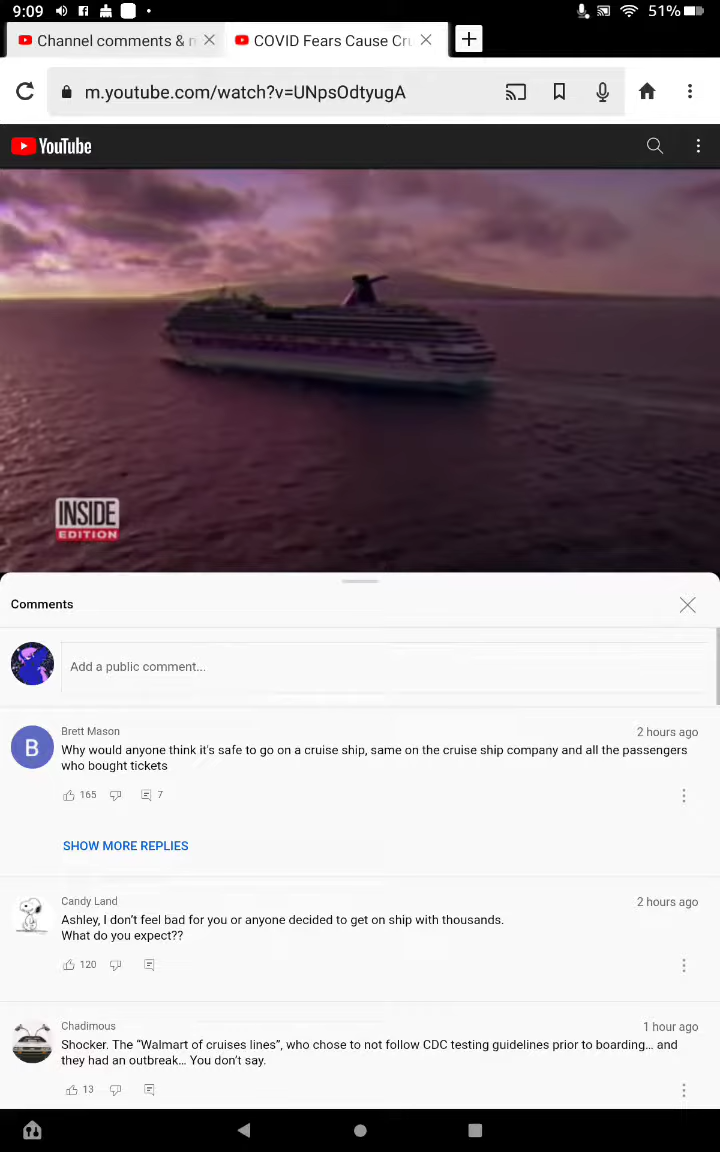 9:09
51%
Channel comments & m
COVID Fears Cause Cru
m.youtube.com/watch?v=UNpsOdtyugA
YouTube
INSIDE
EDITION
Comments
Add a public comment...
Brett Mason
2 hours ago
B
Why would anyone think it's safe to go on a cruise ship, same on the cruise ship company and all the passengers
who bought tickets
165
7
SHOW MORE REPLIES
Candy Land
2 hours ago
Ashley, I don't feel bad for you or anyone decided to get on ship with thousands.
What do you expect??
120
Chadimous
1 hour ago
Shocker. The “Walmart of cruises lines”, who chose to not follow CDC testing guidelines prior to boarding… and
they had an outbreak… You don't say.
13